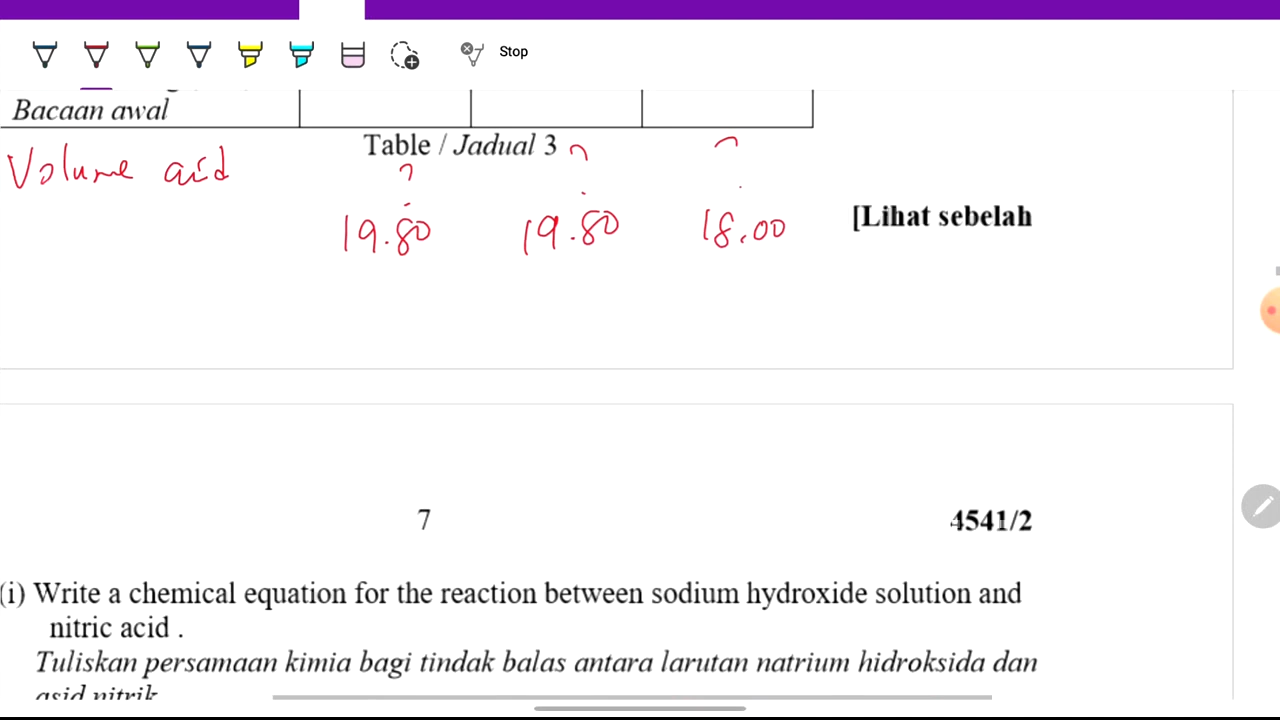 Stop
Bacaan awal
Table / Jadual 3
Volume acid
19.80 19.80 18.00
[Lihat sebelah
7 4541/2
(i) Write a chemical equation for the reaction between sodium hydroxide solution and
nitric acid .
Tuliskan persamaan kimia bagi tindak balas antara larutan natrium hidroksida dan
asid nitrik